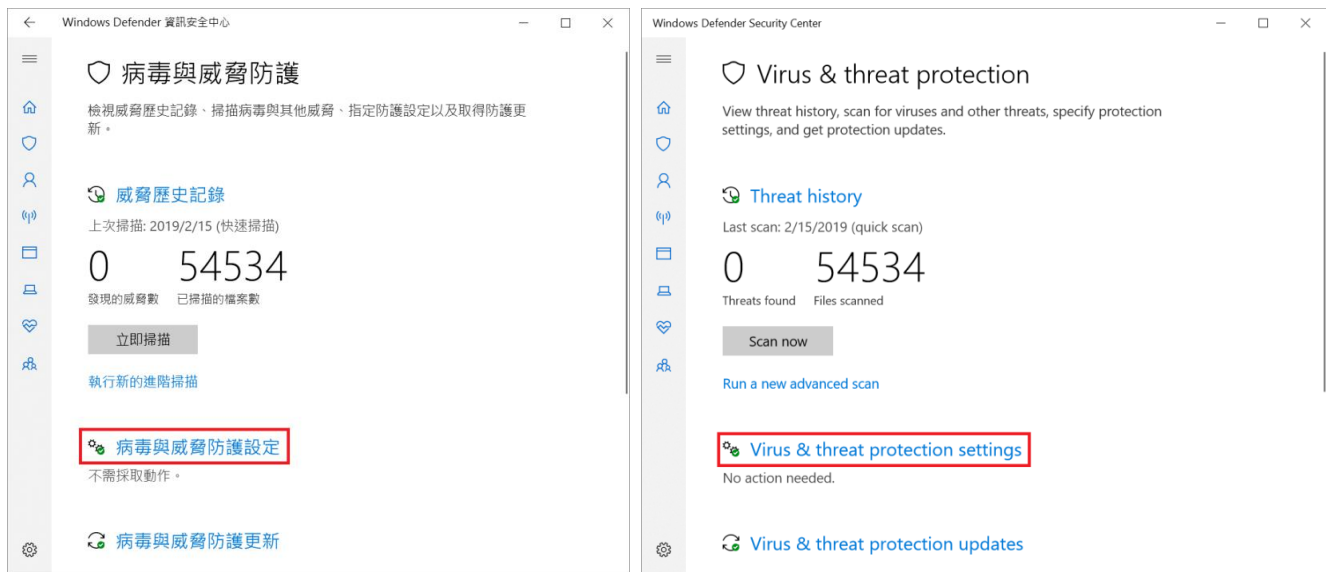 Windows Defender 資訊安全中心
病毒與威脅防護
檢視威脅歷史記錄、掃描病毒與其他威脅、指定防護設定以及取得防護更
新。
威脅歷史記錄
上次掃描: 2019/2/15 (快速掃描)
0 54534
發現的威脅數 已掃描的檔案數
立即掃描
執行新的進階掃描
病毒與威脅防護設定
不需採取動作。
病毒與威脅防護更新
Windows Defender Security Center
Virus & threat protection
View threat history, scan for viruses and other threats, specify protection
settings, and get protection updates.
Threat history
Last scan: 2/15/2019 (quick scan)
0 54534
Threats found Files scanned
Scan now
Run a new advanced scan
Virus & threat protection settings
No action needed.
Virus & threat protection updates